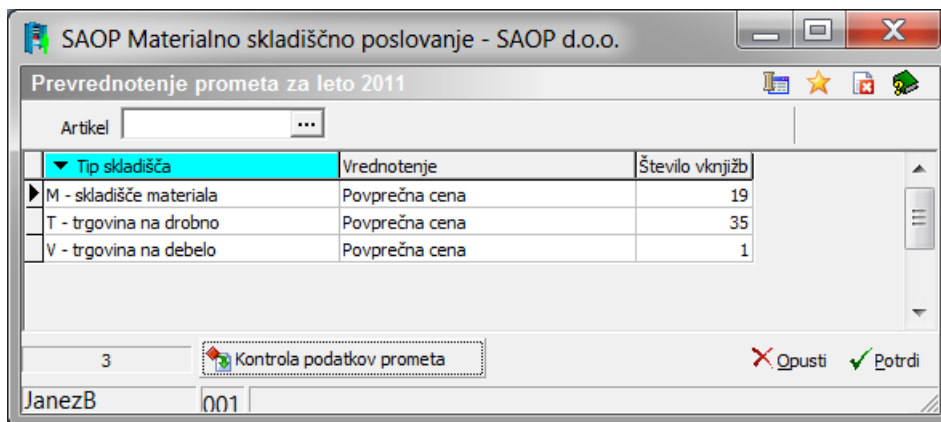 SAOP Materialno skladiščno poslovanje - SAOP d.o.o.
Prevrednotenje prometa za leto 2011
Artikel ...
Tip skladišča Vrednotenje Število vknjižb
M - skladišče materiala Povprečna cena 19
T - trgovina na drobno Povprečna cena 35
V - trgovina na debelo Povprečna cena 1
3 Kontrola podatkov prometa Opusti Potrdi
JanezB 001